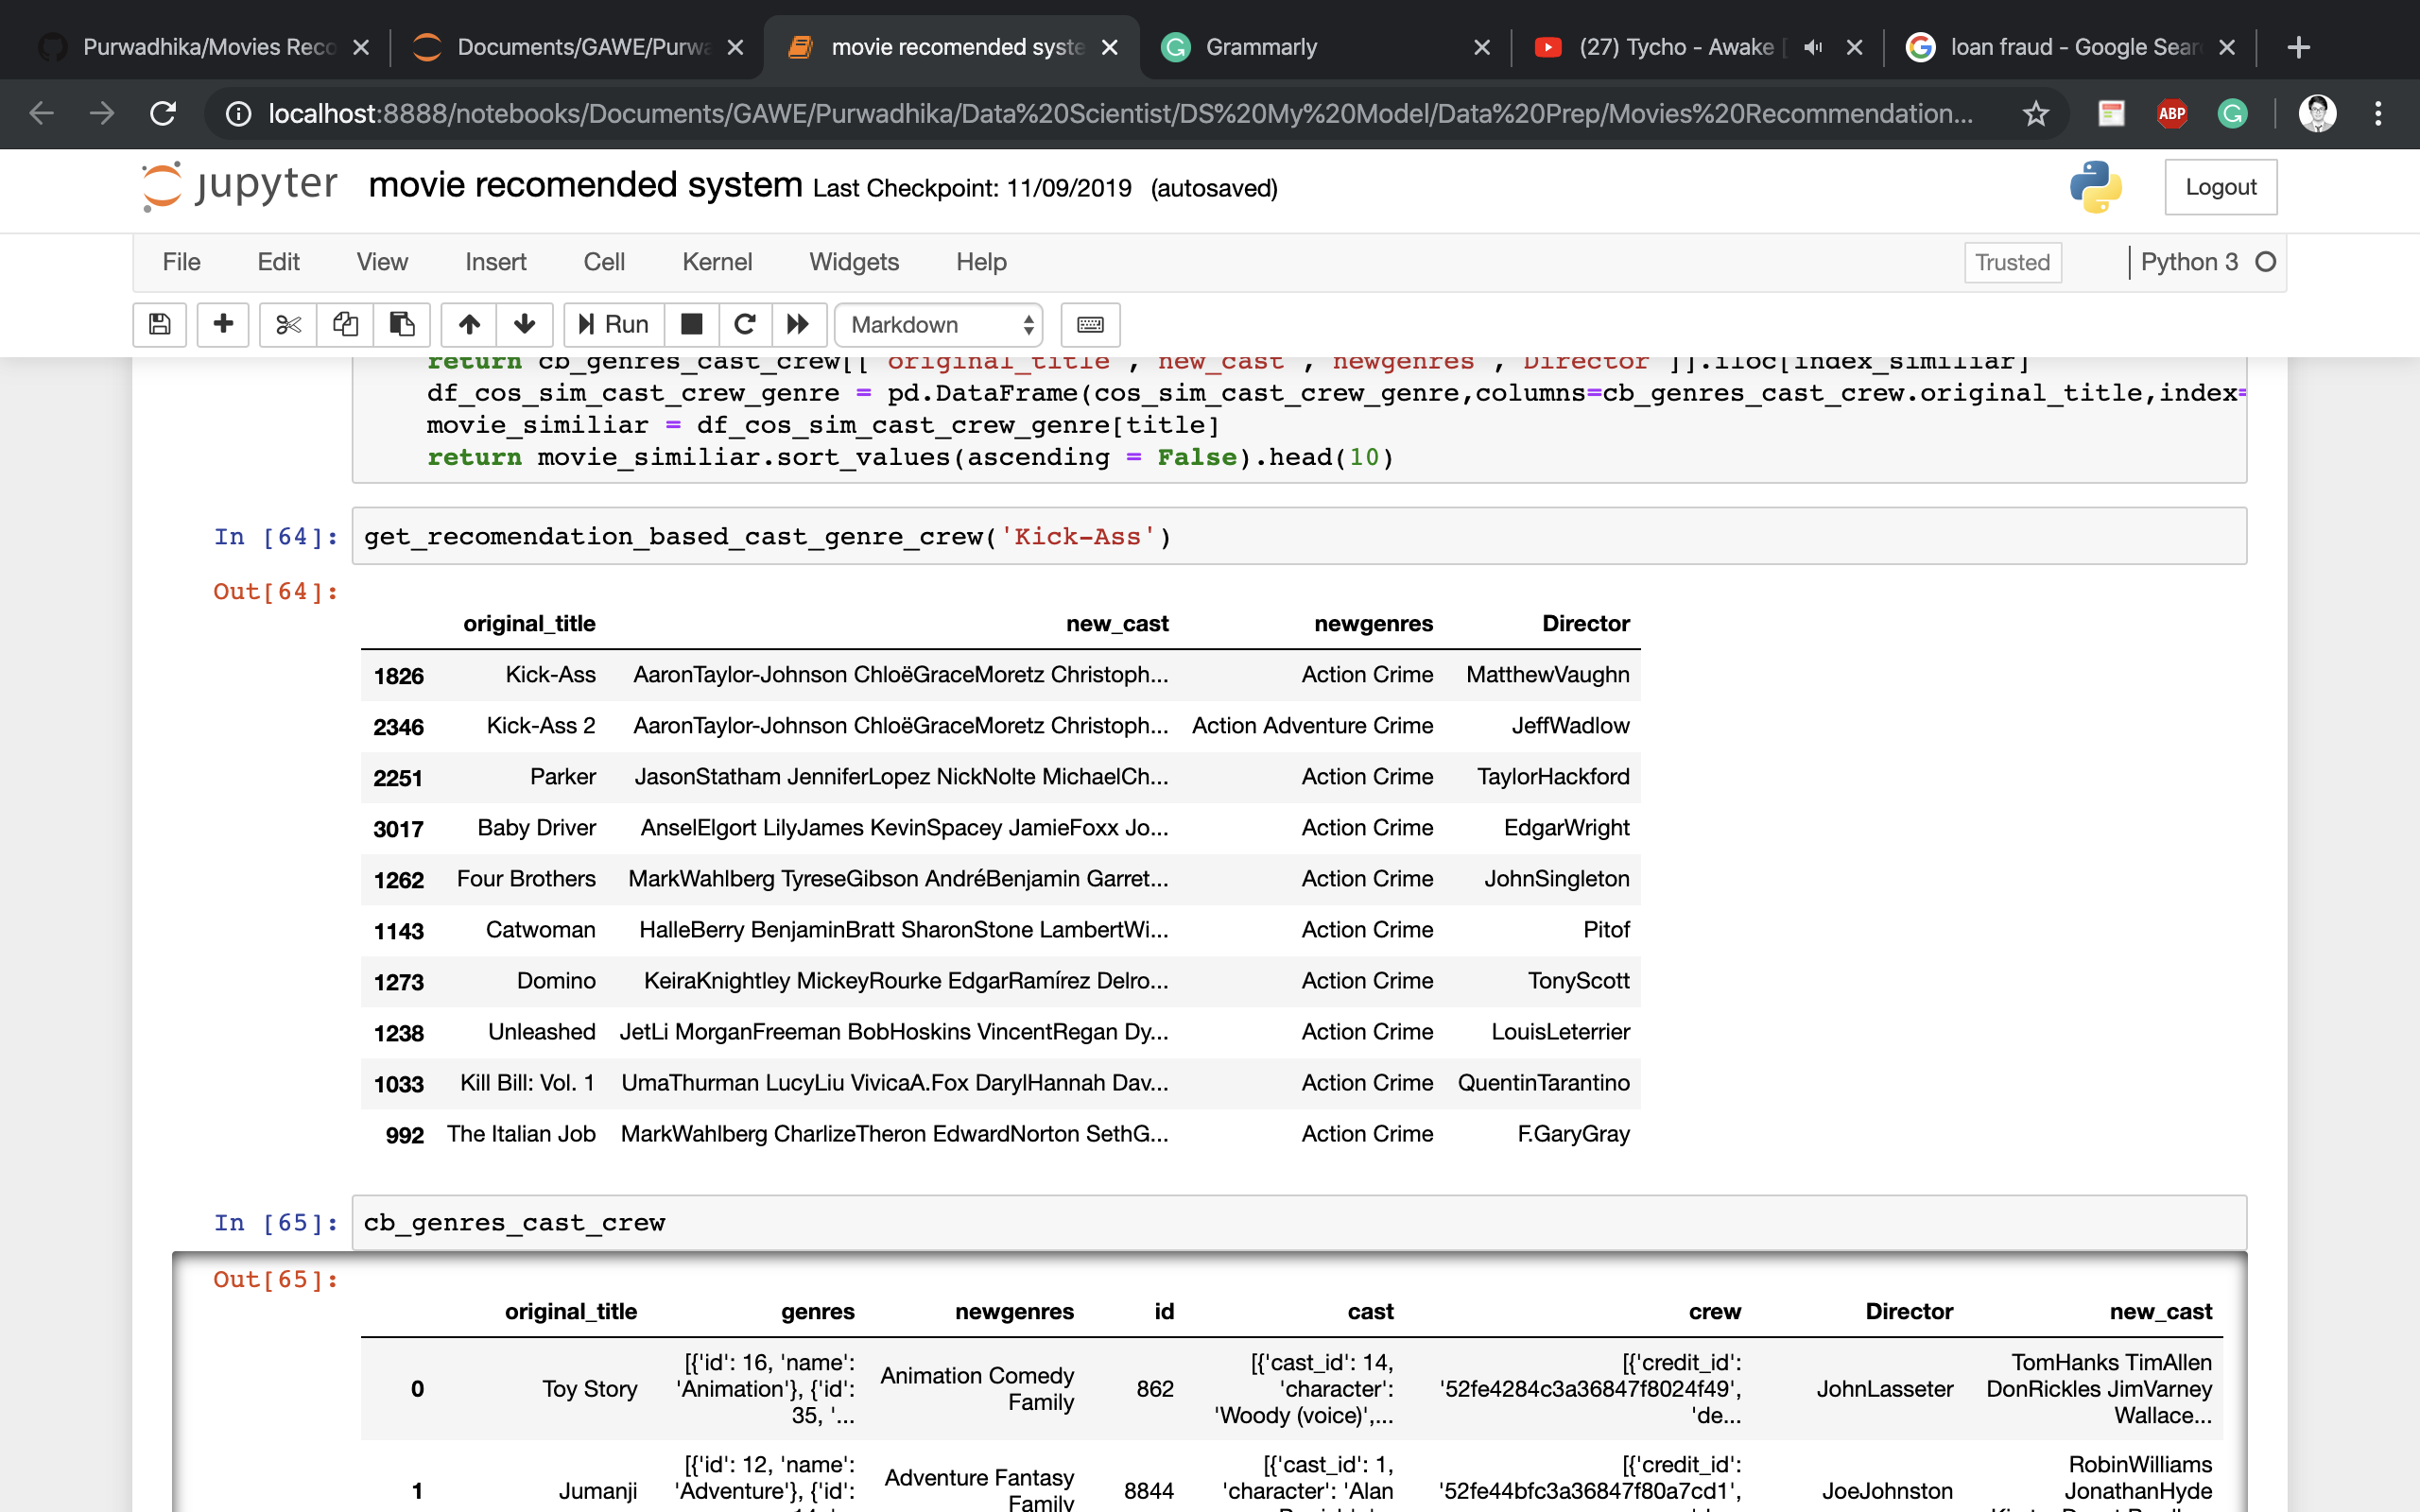 Purwadhika/Movies Reco
Documents/GAWE/Purwa
movie recomended syste
Grammarly
(27) Tycho - Awake [
loan fraud - Google Sear
localhost:8888/notebooks/Documents/GAWE/Purwadhika/Data%20Scientist/DS%20My%20Model/Data%20Prep/Movies%20Recommendation...
ABP
jupyter movie recomended system Last Checkpoint: 11/09/2019 (autosaved)
Logout
File Edit View Insert Cell Kernel Widgets Help Trusted Python 3
Run Markdown
return cb_genres_cast_crew[['original_title','new_cast','newgenres','Director']].iloc[index_similiar]
df_cos_sim_cast_crew_genre = pd.DataFrame(cos_sim_cast_crew_genre,columns=cb_genres_cast_crew.original_title,index=
movie_similiar = df_cos_sim_cast_crew_genre[title]
return movie_similiar.sort_values(ascending = False).head(10)
In [64]: get_recomendation_based_cast_genre_crew('Kick-Ass')
Out[64]:
original_title new_cast newgenres Director
1826 Kick-Ass AaronTaylor-Johnson ChloëGraceMoretz Christoph... Action Crime MatthewVaughn
2346 Kick-Ass 2 AaronTaylor-Johnson ChloëGraceMoretz Christoph... Action Adventure Crime JeffWadlow
2251 Parker JasonStatham JenniferLopez NickNolte MichaelCh... Action Crime TaylorHackford
3017 Baby Driver AnselElgort LilyJames KevinSpacey JamieFoxx Jo... Action Crime EdgarWright
1262 Four Brothers MarkWahlberg TyreseGibson AndréBenjamin Garret... Action Crime JohnSingleton
1143 Catwoman HalleBerry BenjaminBratt SharonStone LambertWi... Action Crime Pitof
1273 Domino KeiraKnightley MickeyRourke EdgarRamírez Delro... Action Crime TonyScott
1238 Unleashed JetLi MorganFreeman BobHoskins VincentRegan Dy... Action Crime LouisLeterrier
1033 Kill Bill: Vol. 1 UmaThurman LucyLiu VivicaA.Fox DarylHannah Dav... Action Crime QuentinTarantino
992 The Italian Job MarkWahlberg CharlizeTheron EdwardNorton SethG... Action Crime F.GaryGray
In [65]: cb_genres_cast_crew
Out[65]:
original_title genres newgenres id cast crew Director new_cast
[{'id': 16, 'name': [{'cast_id': 14, [{'credit_id': TomHanks TimAllen
0 Toy Story 'Animation'}, {'id': Animation Comedy Family 862 'character': '52fe4284c3a36847f8024f49', JohnLasseter DonRickles JimVarney
35, '... 'Woody (voice)',... 'de... Wallace...
[{'id': 12, 'name': [{'cast_id': 1, [{'credit_id': RobinWilliams
1 Jumanji 'Adventure'}, {'id': Adventure Fantasy Family 8844 'character': 'Alan '52fe44bfc3a36847f80a7cd1', JoeJohnston JonathanHyde